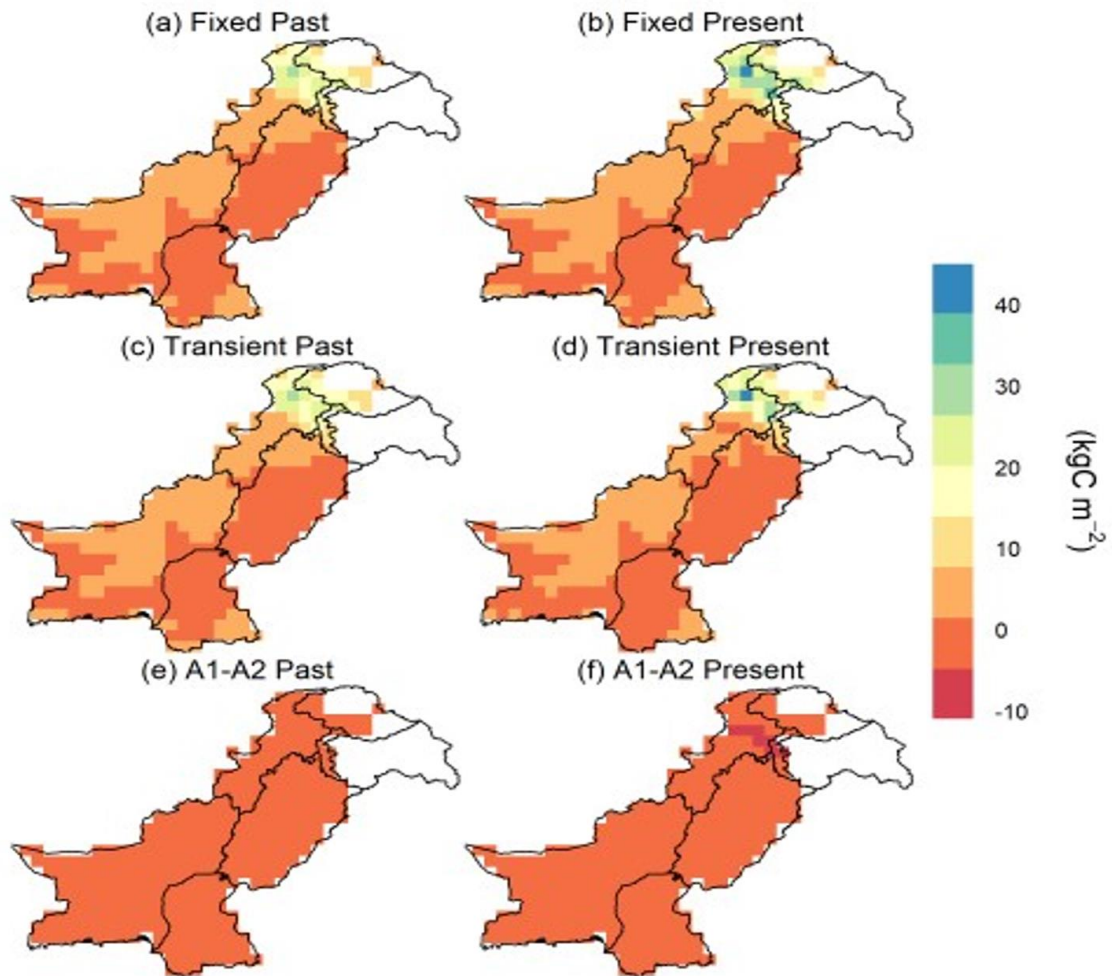 (a) Fixed Past
(b) Fixed Present
(c) Transient Past
(d) Transient Present
(e) A1-A2 Past
(f) A1-A2 Present
40
30
20
10
0
-10
(kgC m⁻²)